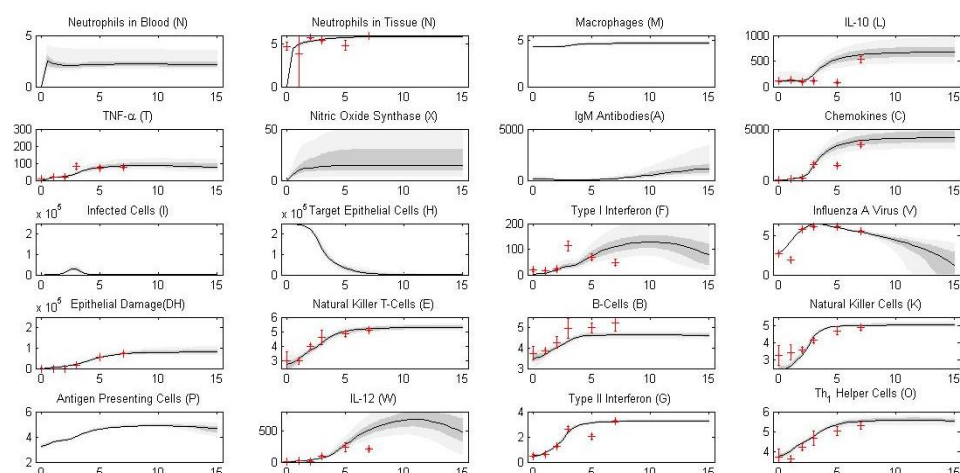 Neutrophils in Blood (N)
5
0
0 5 10 15
Neutrophils in Tissue (N)
5
0
0 5 10 15
Macrophages (M)
5
0
0 5 10 15
IL-10 (L)
1000
500
0
0 5 10 15
TNF-α (T)
300
200
100
0
0 5 10 15
Nitric Oxide Synthase (X)
50
0
0 5 10 15
IgM Antibodies(A)
5000
0
0 5 10 15
Chemokines (C)
5000
0
0 5 10 15
x 10^5
Infected Cells (I)
2
1
0
0 5 10 15
x 10^5
Target Epithelial Cells (H)
2
1
0
0 5 10 15
Type I Interferon (F)
200
100
0
0 5 10 15
Influenza A Virus (V)
5
0
0 5 10 15
x 10^5
Epithelial Damage(DH)
2
1
0
0 5 10 15
Natural Killer T-Cells (E)
6
5
4
3
0 5 10 15
B-Cells (B)
5
4
3
0 5 10 15
Natural Killer Cells (K)
5
4
3
0 5 10 15
Antigen Presenting Cells (P)
6
4
2
0 5 10 15
IL-12 (W)
500
0
0 5 10 15
Type II Interferon (G)
4
2
0
0 5 10 15
Th₁ Helper Cells (O)
6
5
4
0 5 10 15